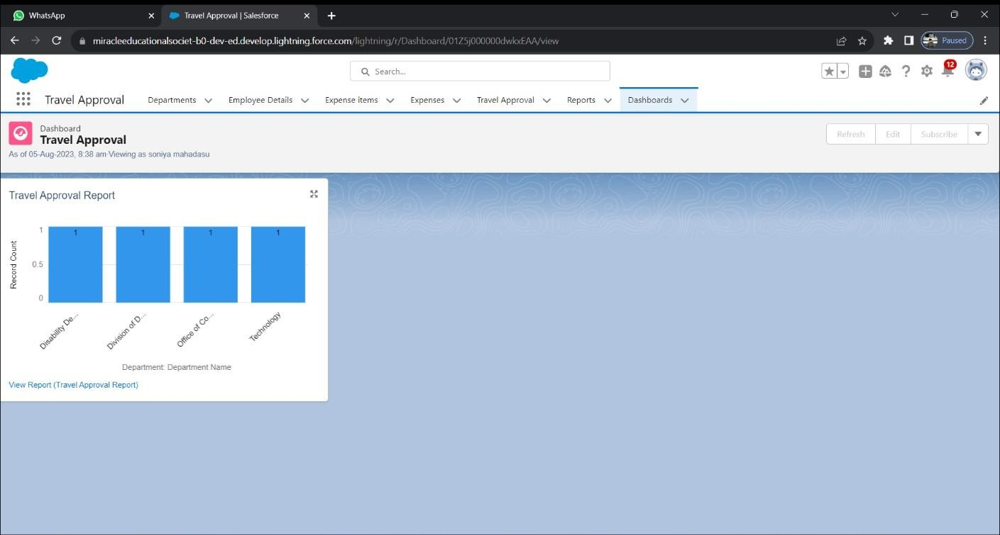 WhatsApp
Travel Approval | Salesforce
miracleeducationalsociet-b0-dev-ed.develop.lightning.force.com/lightning/r/Dashboard/01Z5j000000dwkxEAA/view
Paused
Search...
12
Travel Approval
Departments
Employee Details
Expense items
Expenses
Travel Approval
Reports
Dashboards
Dashboard
Travel Approval
As of 05-Aug-2023, 8:38 am·Viewing as soniya mahadasu
Refresh
Edit
Subscribe
Travel Approval Report
Record Count
1
0.5
0
1
1
1
1
Disability De...
Division of D...
Office of Co...
Technology
Department: Department Name
View Report (Travel Approval Report)